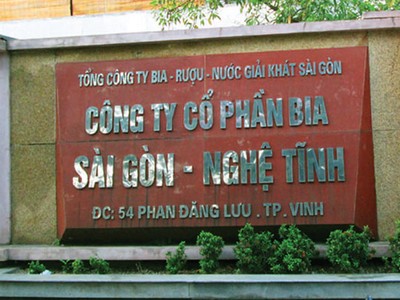 TỔNG CÔNG TY BIA - RƯỢU - NƯỚC GIẢI KHÁT SÀI GÒN
CÔNG TY CỔ PHẦN BIA
SÀI GÒN - NGHỆ TĨNH
ĐC: 54 PHAN ĐĂNG LƯU . TP. VINH